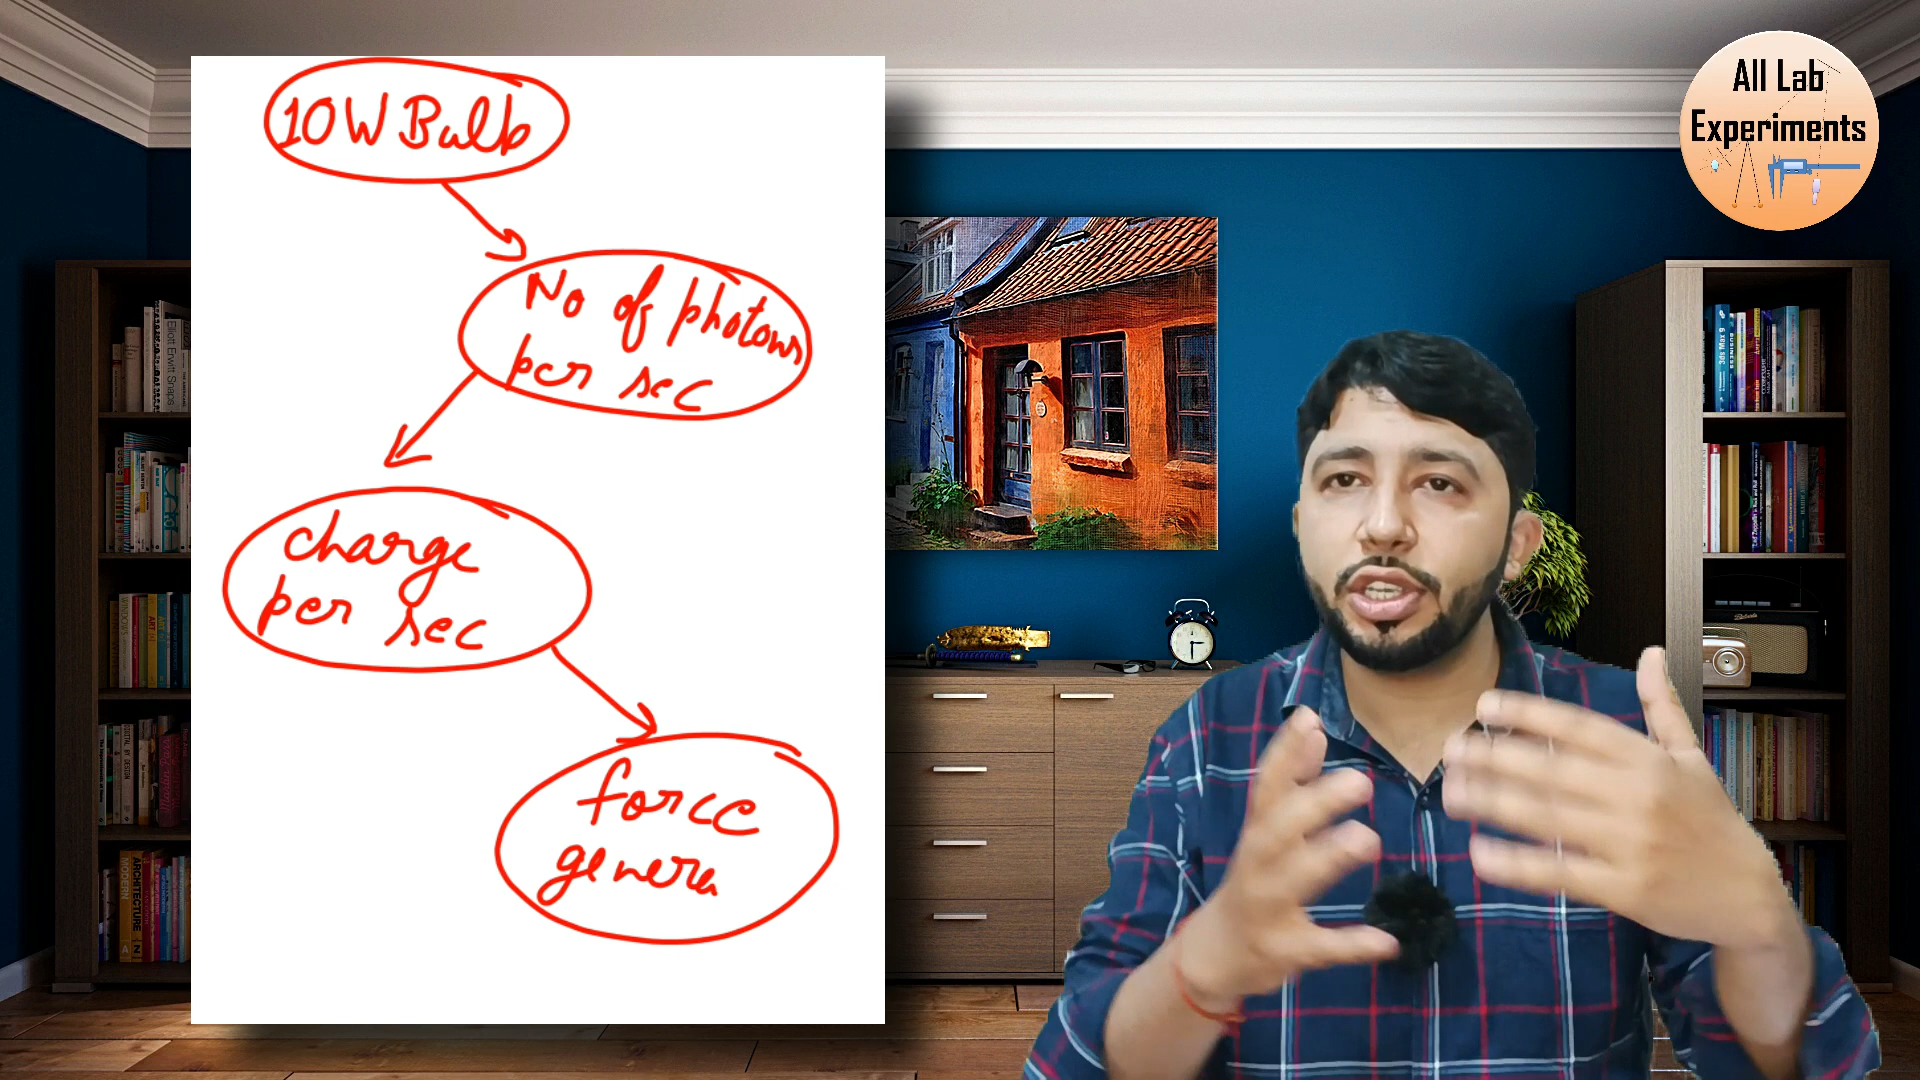 10W Bulb
No of photons
per sec
charge
per sec
force
genera
All Lab
Experiments